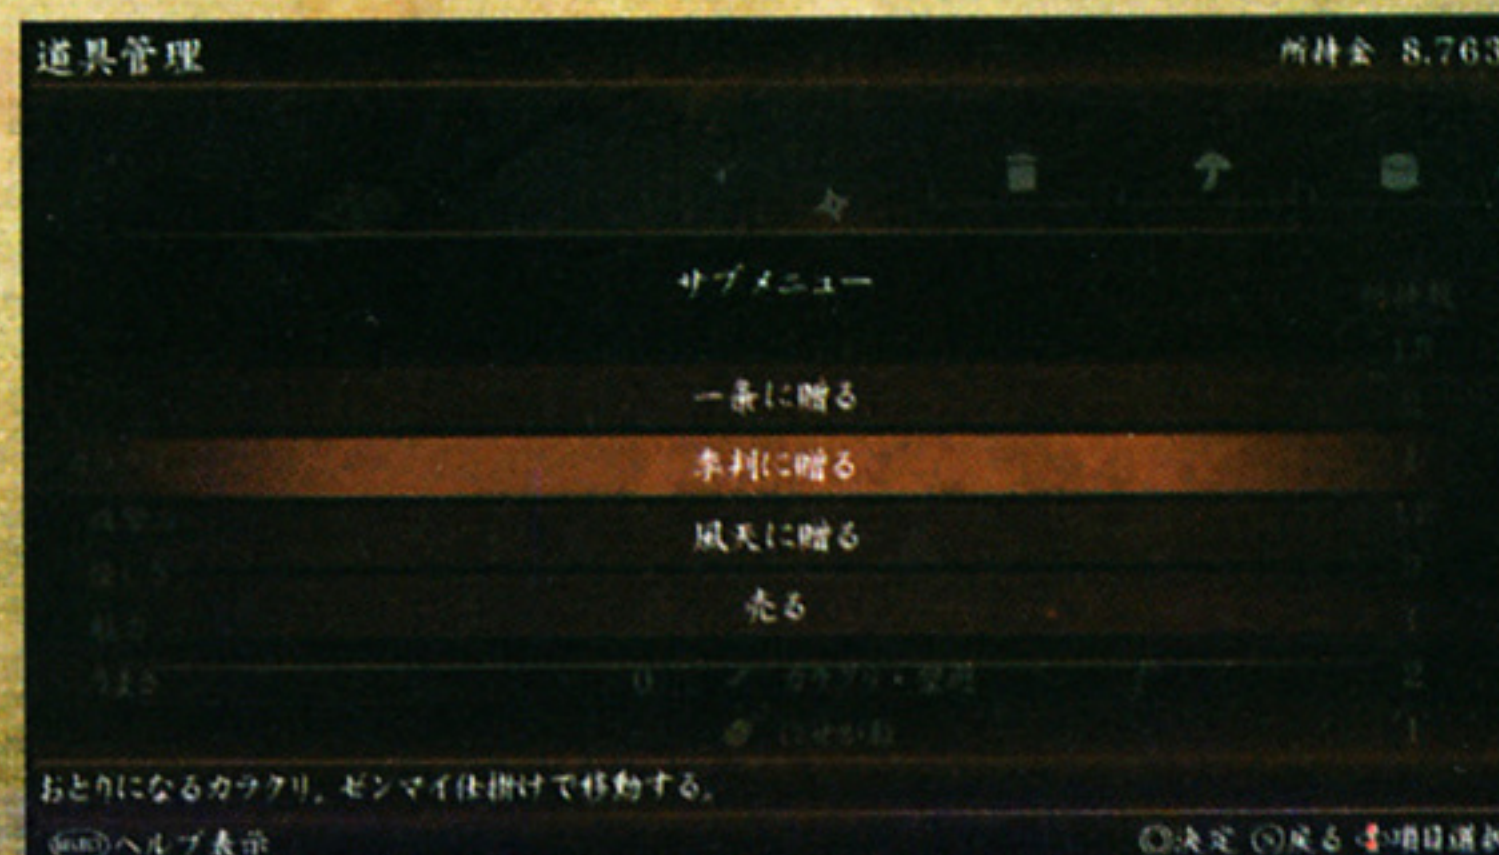 道具管理
所持金 8.763
サブメニュー
一条に贈る
李判に贈る
風天に贈る
売る
おとりになるカラクリ。ゼンマイ仕掛けで移動する。
SELECT ヘルプ表示
決定 戻る 項目選択